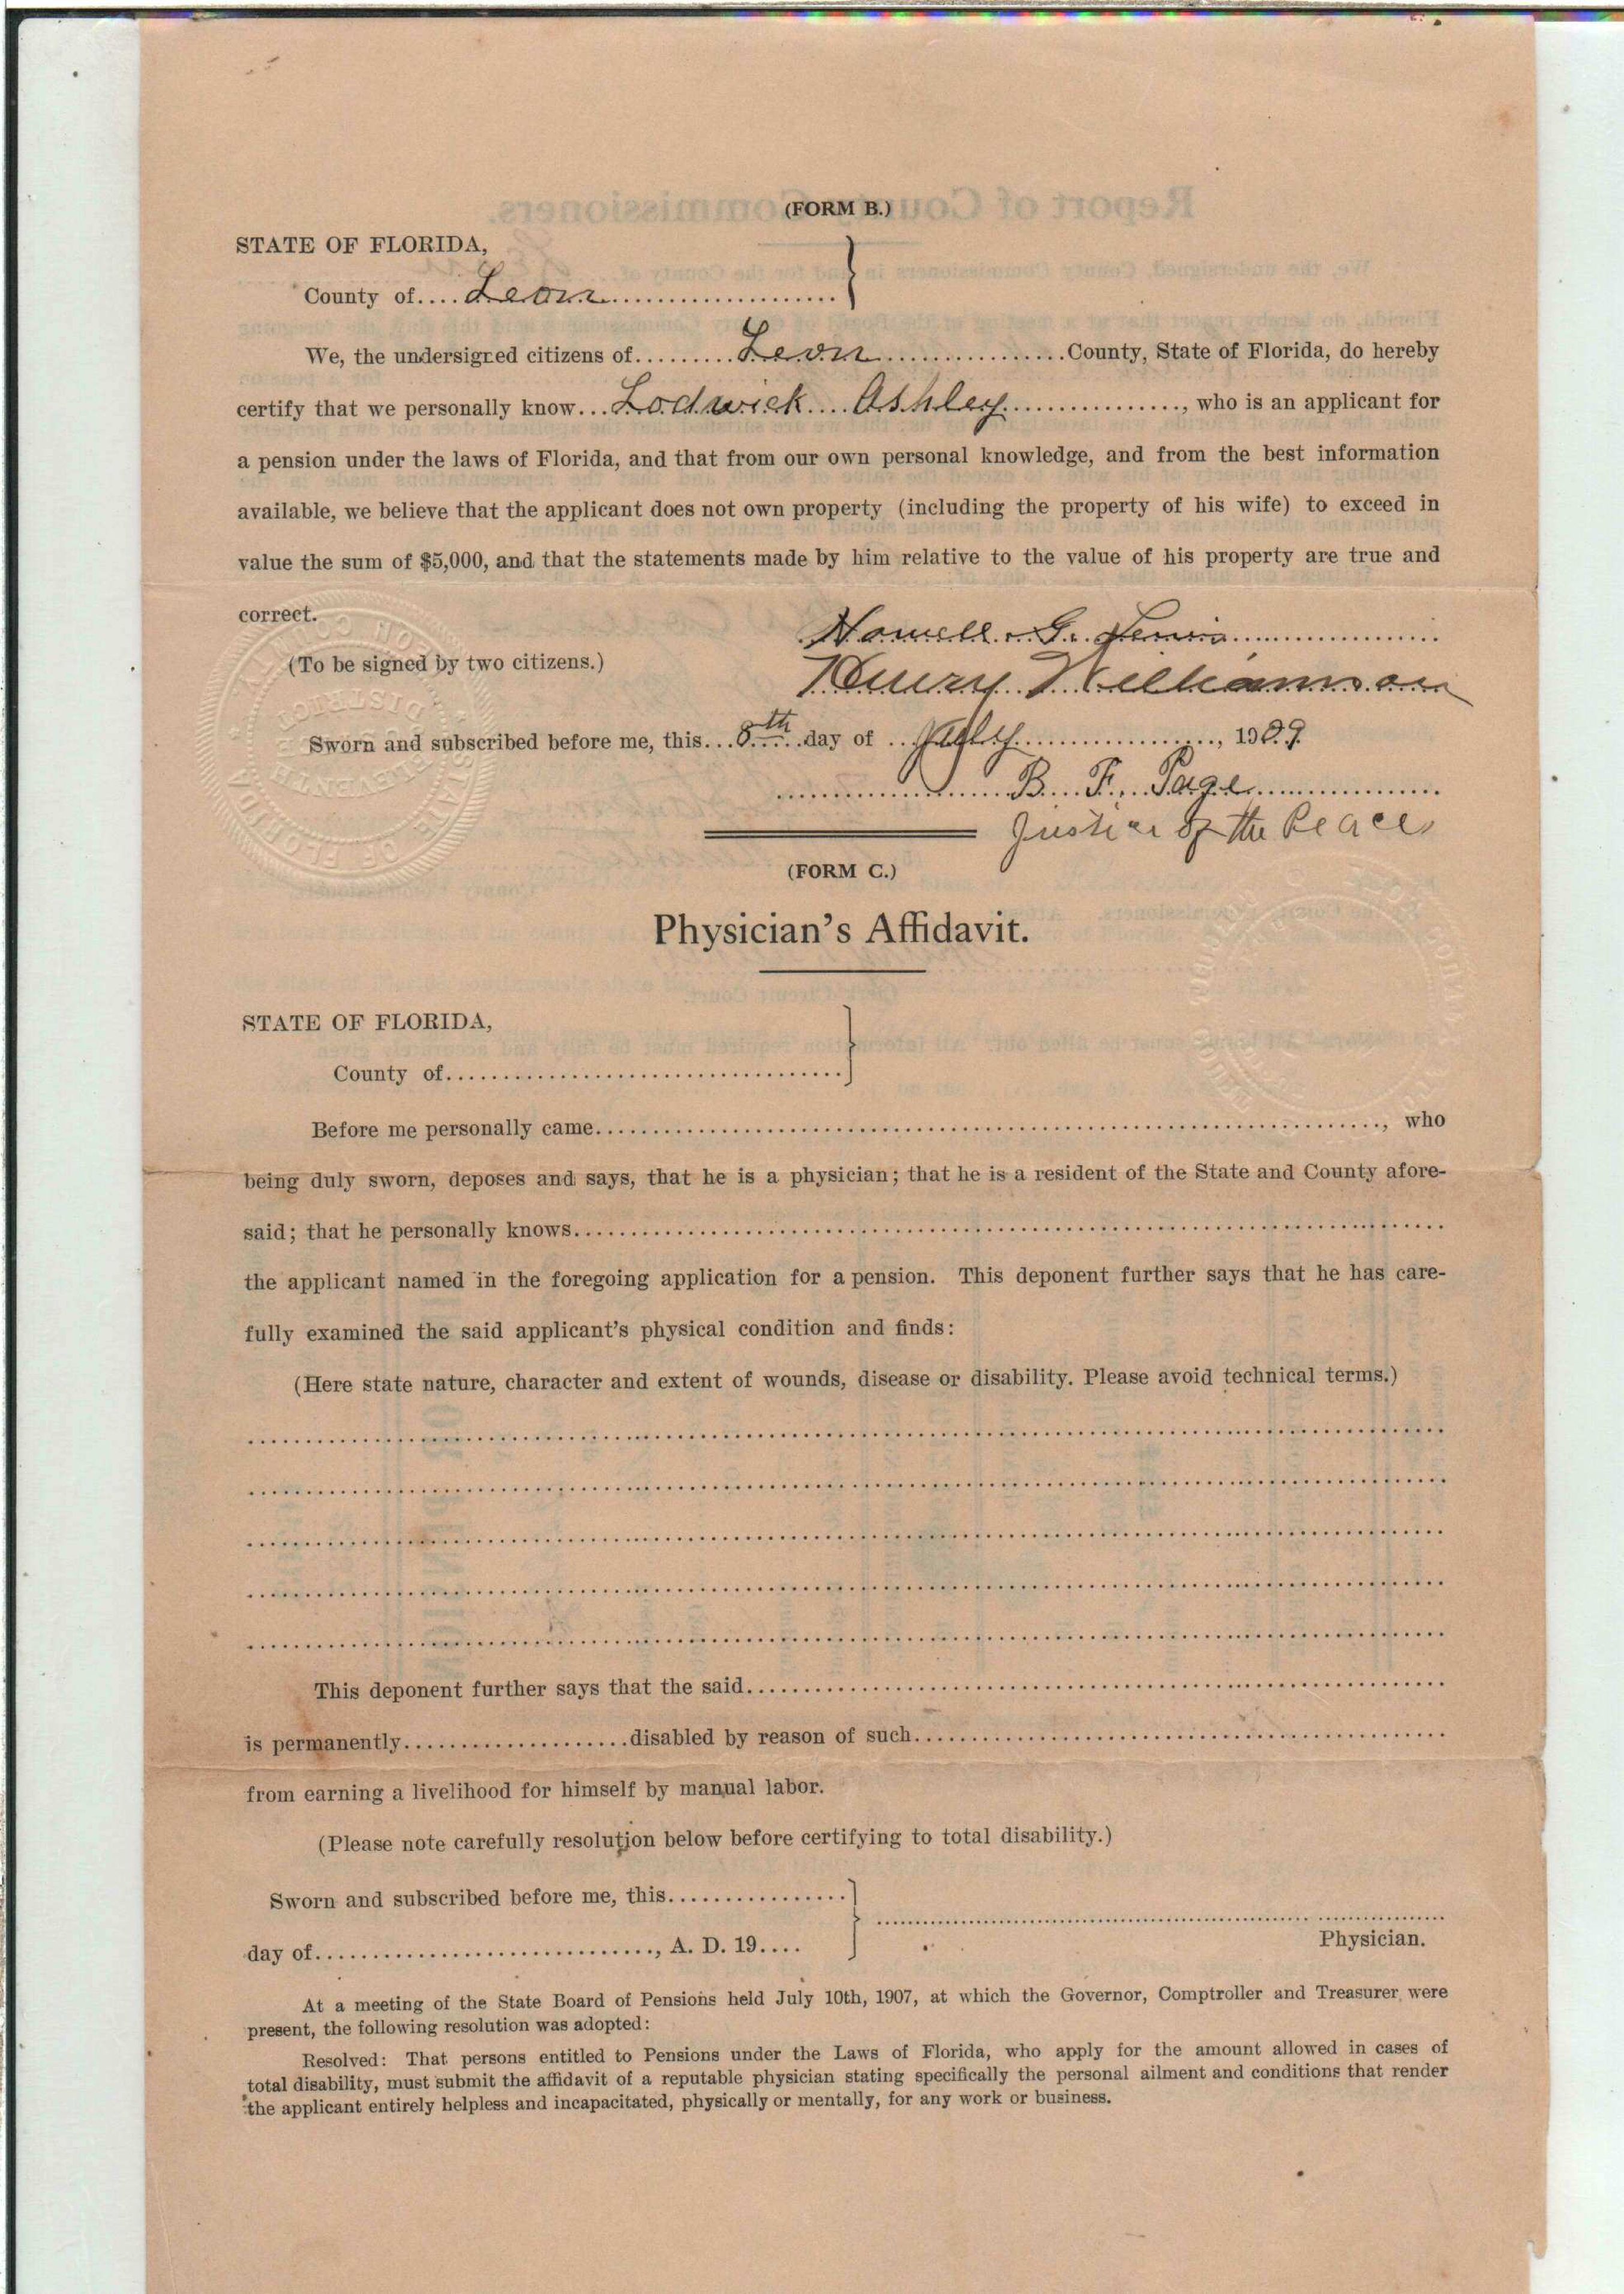 (FORM B.)
STATE OF FLORIDA,
County of.... Leon
We, the undersigned citizens of......... Leon ................County, State of Florida, do hereby
certify that we personally know... Lodwick .... Ashley ................, who is an applicant for
a pension under the laws of Florida, and that from our own personal knowledge, and from the best information
available, we believe that the applicant does not own property (including the property of his wife) to exceed in
value the sum of $5,000, and that the statements made by him relative to the value of his property are true and
correct.
Howell G. Lewis
(To be signed by two citizens.)
Henry Williamson
Sworn and subscribed before me, this... 8th ....day of .. ................, 1909
B. F. Page
Justice of the Peace
(FORM C.)
Physician's Affidavit.
STATE OF FLORIDA,
County of
Before me personally came................, who
being duly sworn, deposes and says, that he is a physician; that he is a resident of the State and County afore-
said; that he personally knows
the applicant named in the foregoing application for a pension. This deponent further says that he has care-
fully examined the said applicant's physical condition and finds:
(Here state nature, character and extent of wounds, disease or disability. Please avoid technical terms.)
This deponent further says that the said
is permanently....................disabled by reason of such
from earning a livelihood for himself by manual labor.
(Please note carefully resolution below before certifying to total disability.)
Sworn and subscribed before me, this
day of................, A. D. 19....
Physician.
At a meeting of the State Board of Pensions held July 10th, 1907, at which the Governor, Comptroller and Treasurer were
present, the following resolution was adopted:
Resolved: That persons entitled to Pensions under the Laws of Florida, who apply for the amount allowed in cases of
total disability, must submit the affidavit of a reputable physician stating specifically the personal ailment and conditions that render
the applicant entirely helpless and incapacitated, physically or mentally, for any work or business.